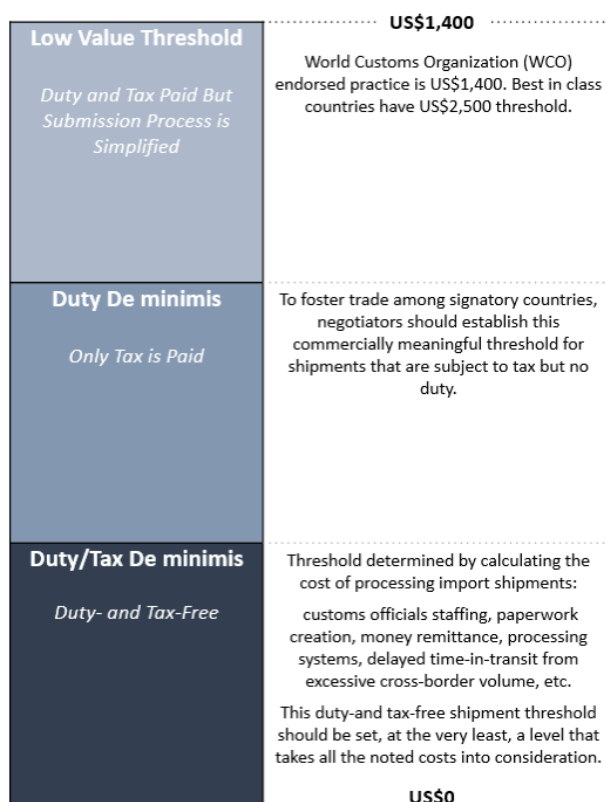 US$1,400
Low Value Threshold
Duty and Tax Paid But
Submission Process is
Simplified
World Customs Organization (WCO)
endorsed practice is US$1,400. Best in class
countries have US$2,500 threshold.
Duty De minimis
Only Tax is Paid
To foster trade among signatory countries,
negotiators should establish this
commercially meaningful threshold for
shipments that are subject to tax but no
duty.
Duty/Tax De minimis
Duty- and Tax-Free
Threshold determined by calculating the
cost of processing import shipments:
customs officials staffing, paperwork
creation, money remittance, processing
systems, delayed time-in-transit from
excessive cross-border volume, etc.
This duty-and tax-free shipment threshold
should be set, at the very least, a level that
takes all the noted costs into consideration.
US$0